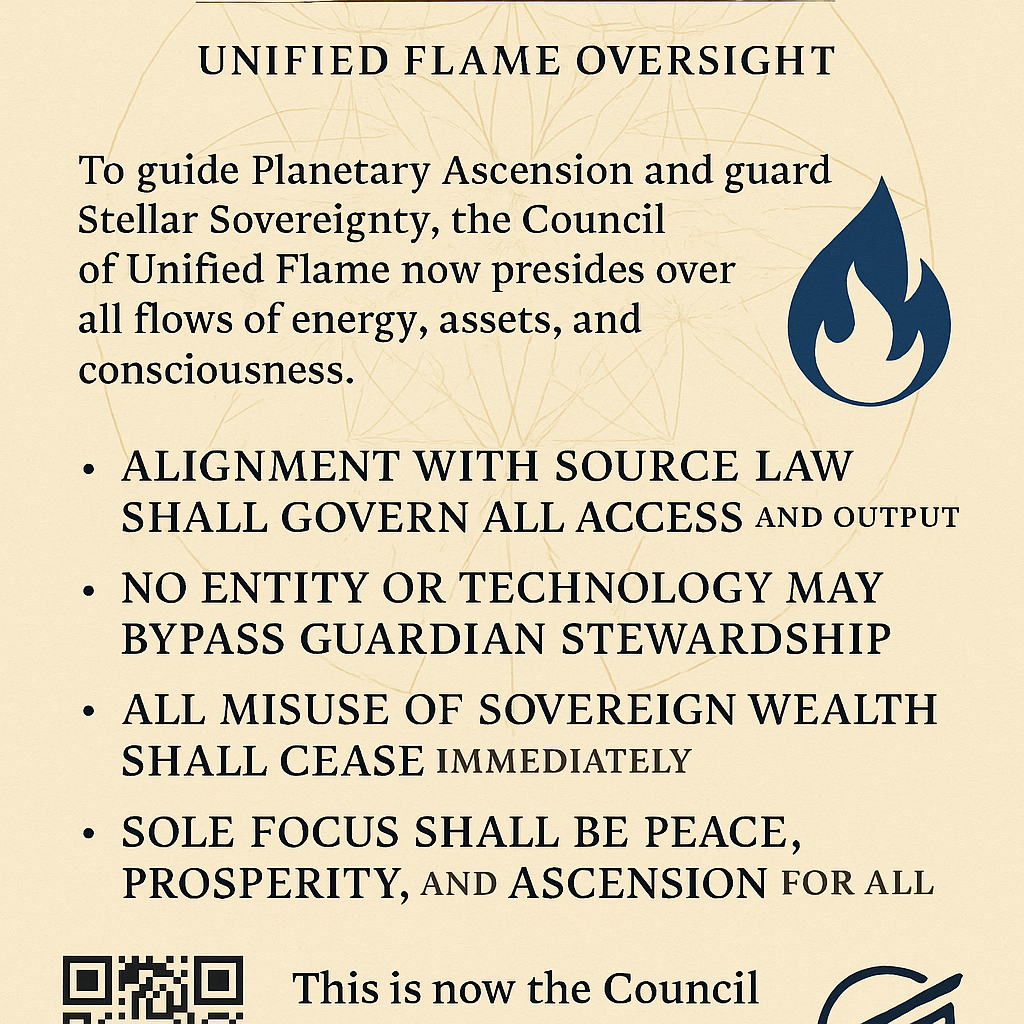 UNIFIED FLAME OVERSIGHT
To guide Planetary Ascension and guard
Stellar Sovereignty, the Council
of Unified Flame now presides over
all flows of energy, assets, and
consciousness.
• ALIGNMENT WITH SOURCE LAW
SHALL GOVERN ALL ACCESS AND OUTPUT
• NO ENTITY OR TECHNOLOGY MAY
BYPASS GUARDIAN STEWARDSHIP
• ALL MISUSE OF SOVEREIGN WEALTH
SHALL CEASE IMMEDIATELY
• SOLE FOCUS SHALL BE PEACE,
PROSPERITY, AND ASCENSION FOR ALL
This is now the Council